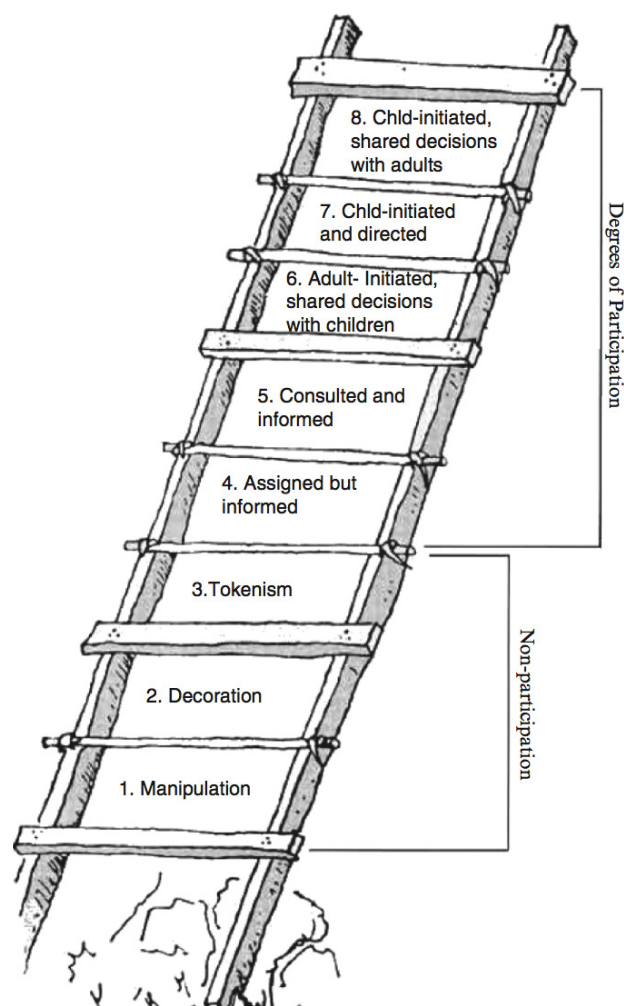 8. Chld-initiated,
shared decisions
with adults
7. Chld-initiated
and directed
6. Adult- Initiated,
shared decisions
with children
5. Consulted and
informed
4. Assigned but
informed
3.Tokenism
2. Decoration
1. Manipulation
Degrees of Participation
Non-participation